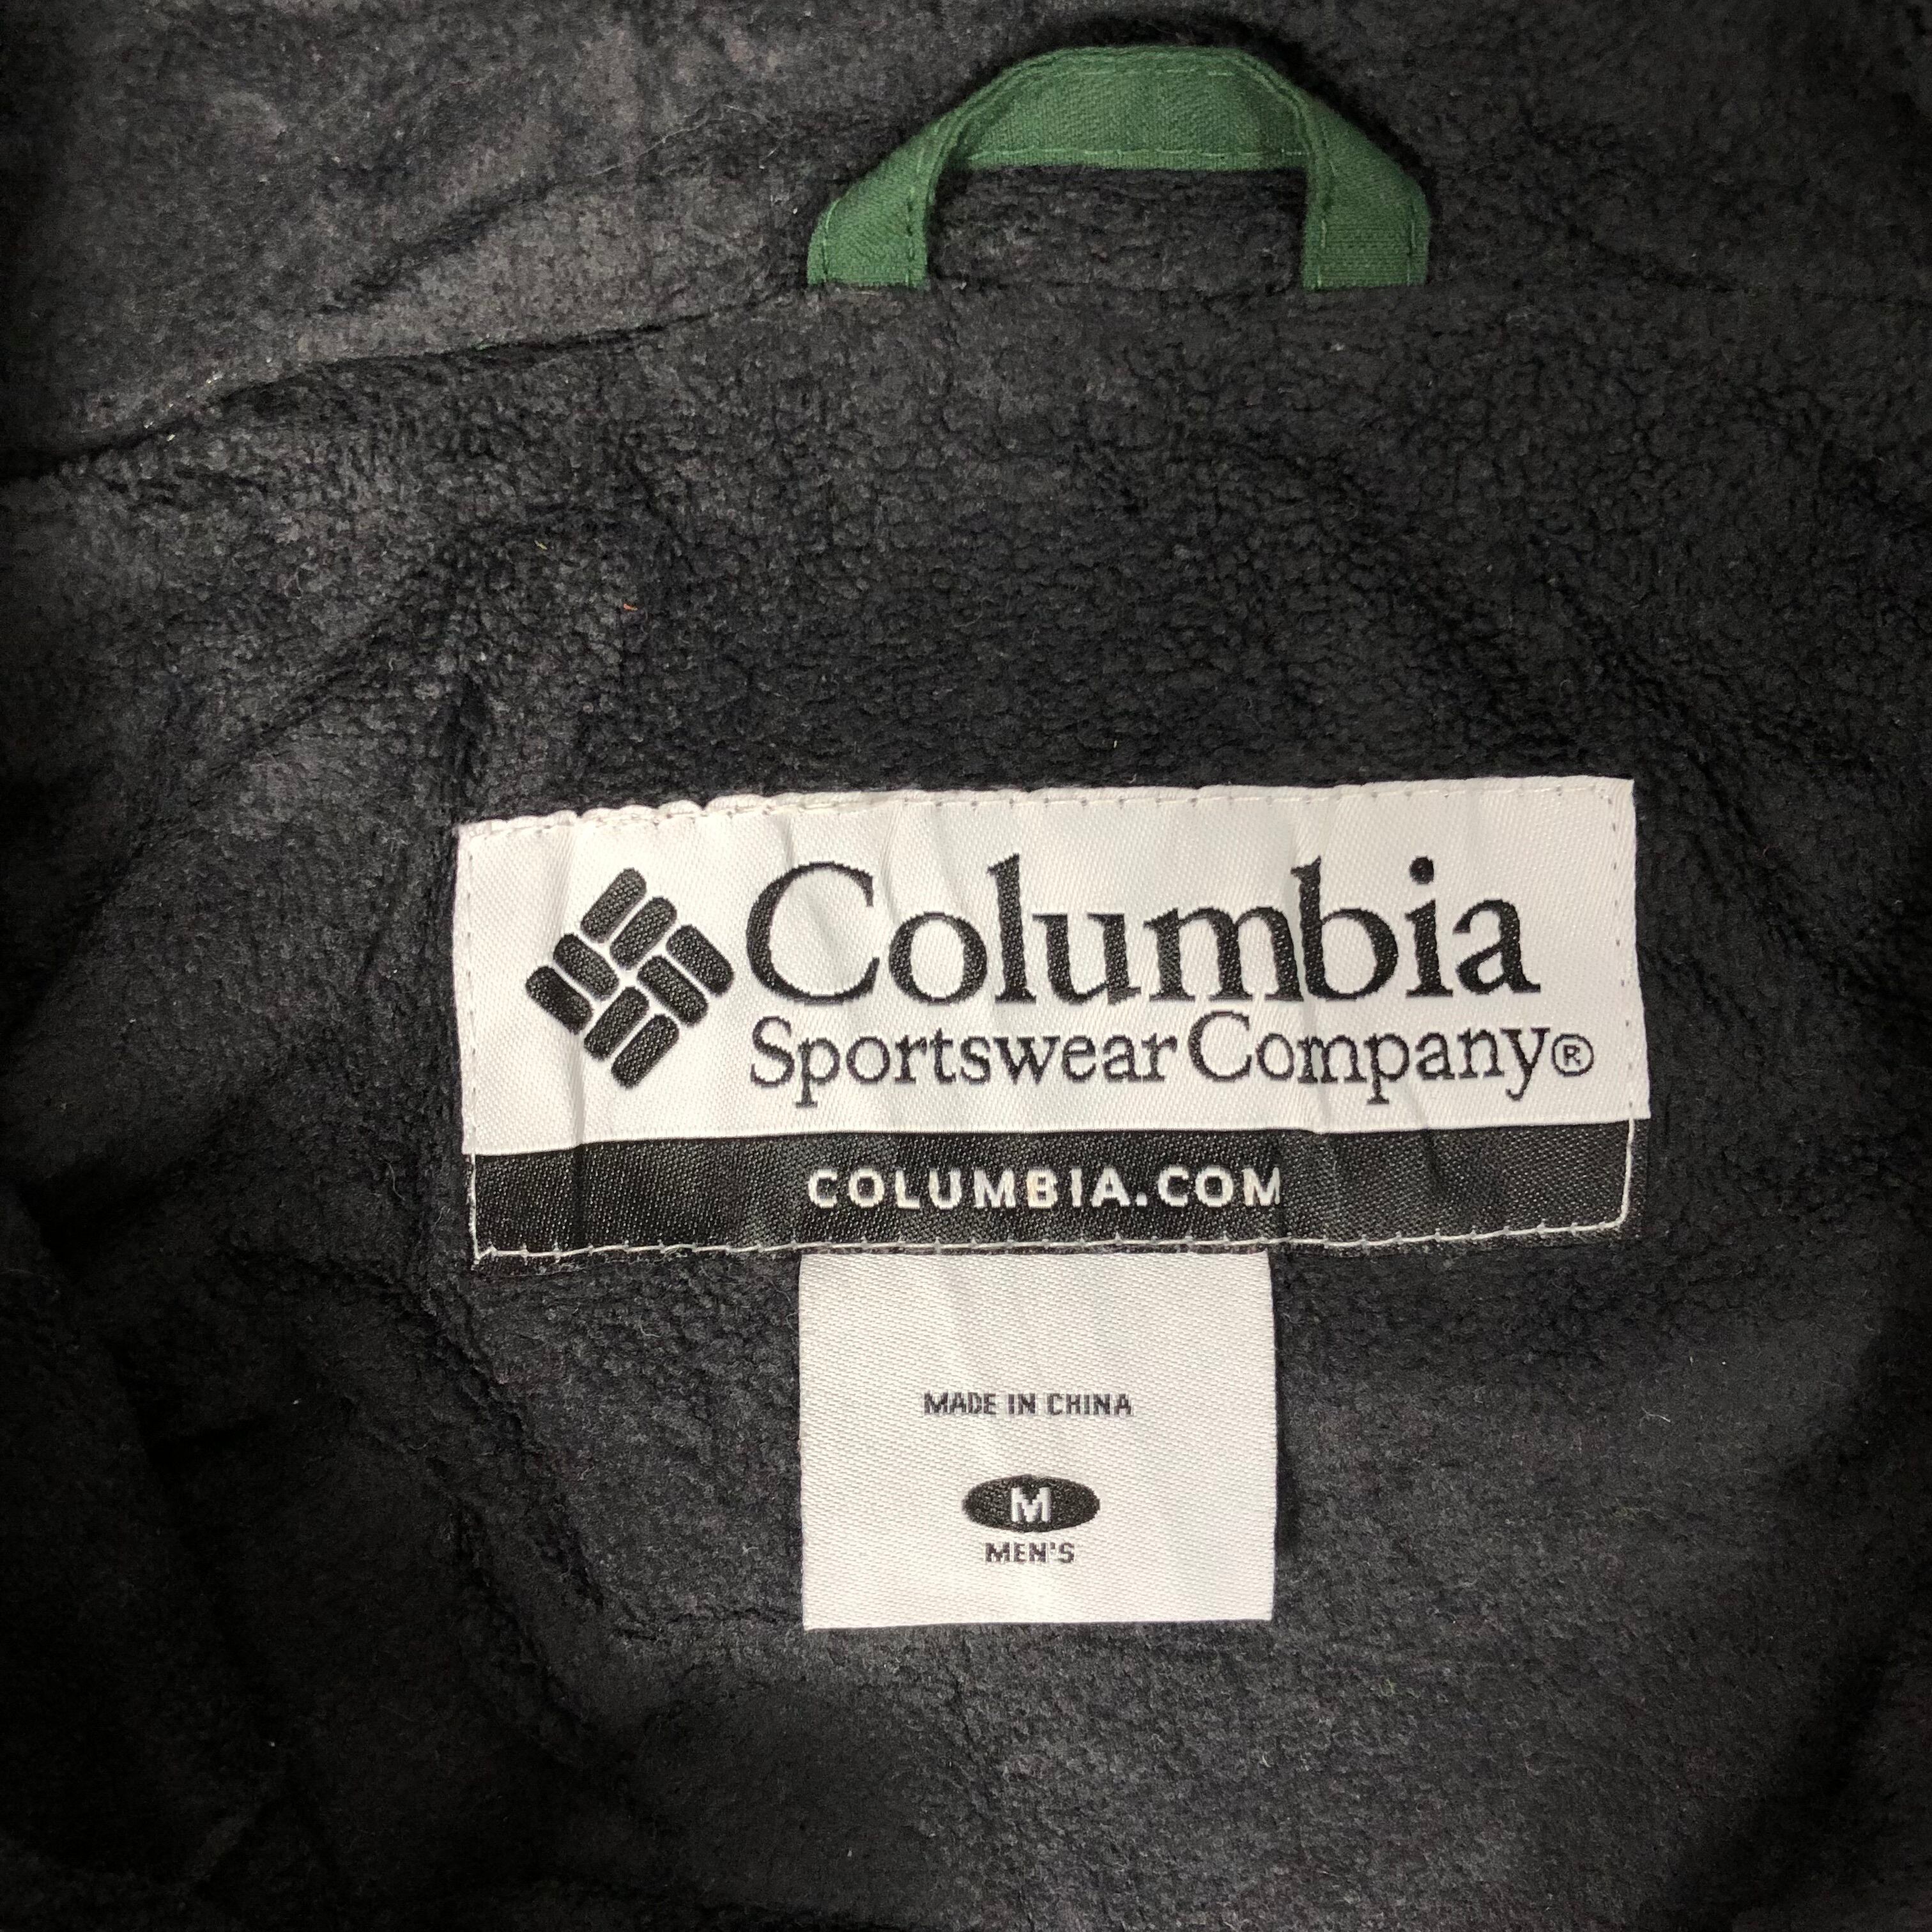 Columbia
Sportswear Company®
COLUMBIA.COM
MADE IN CHINA
M
MEN'S